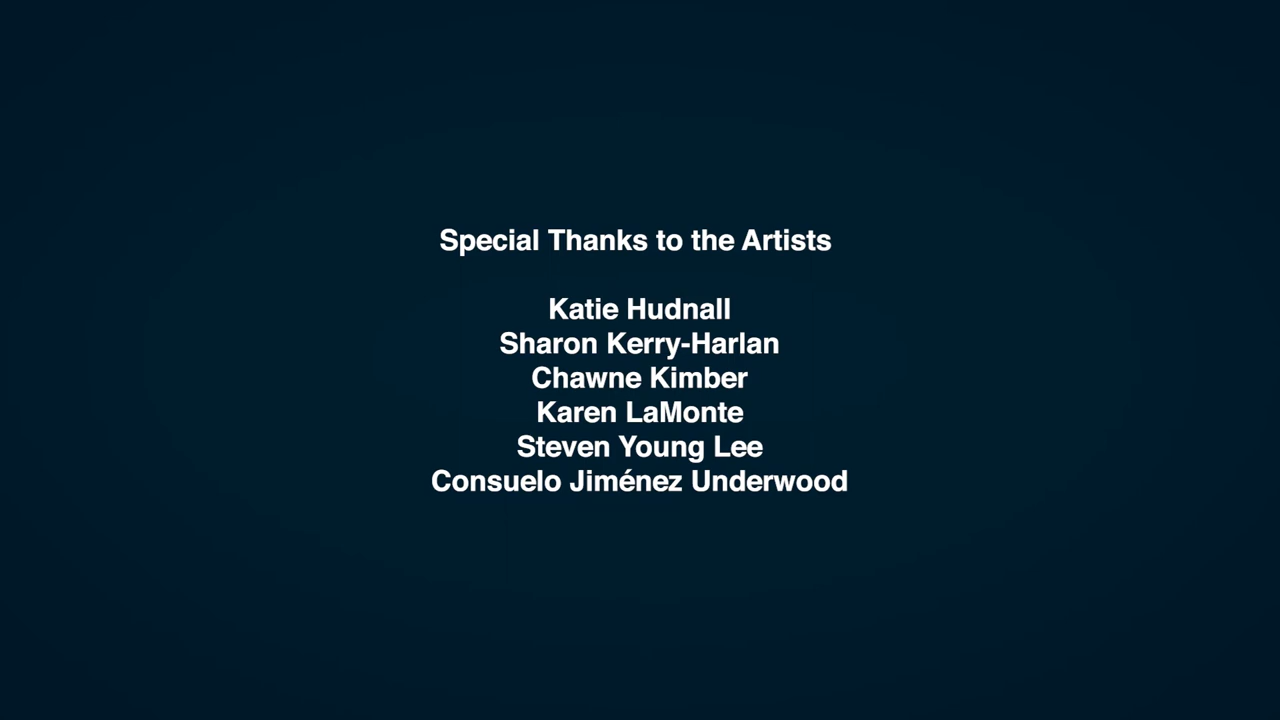 Special Thanks to the Artists
Katie Hudnall
Sharon Kerry-Harlan
Chawne Kimber
Karen LaMonte
Steven Young Lee
Consuelo Jiménez Underwood